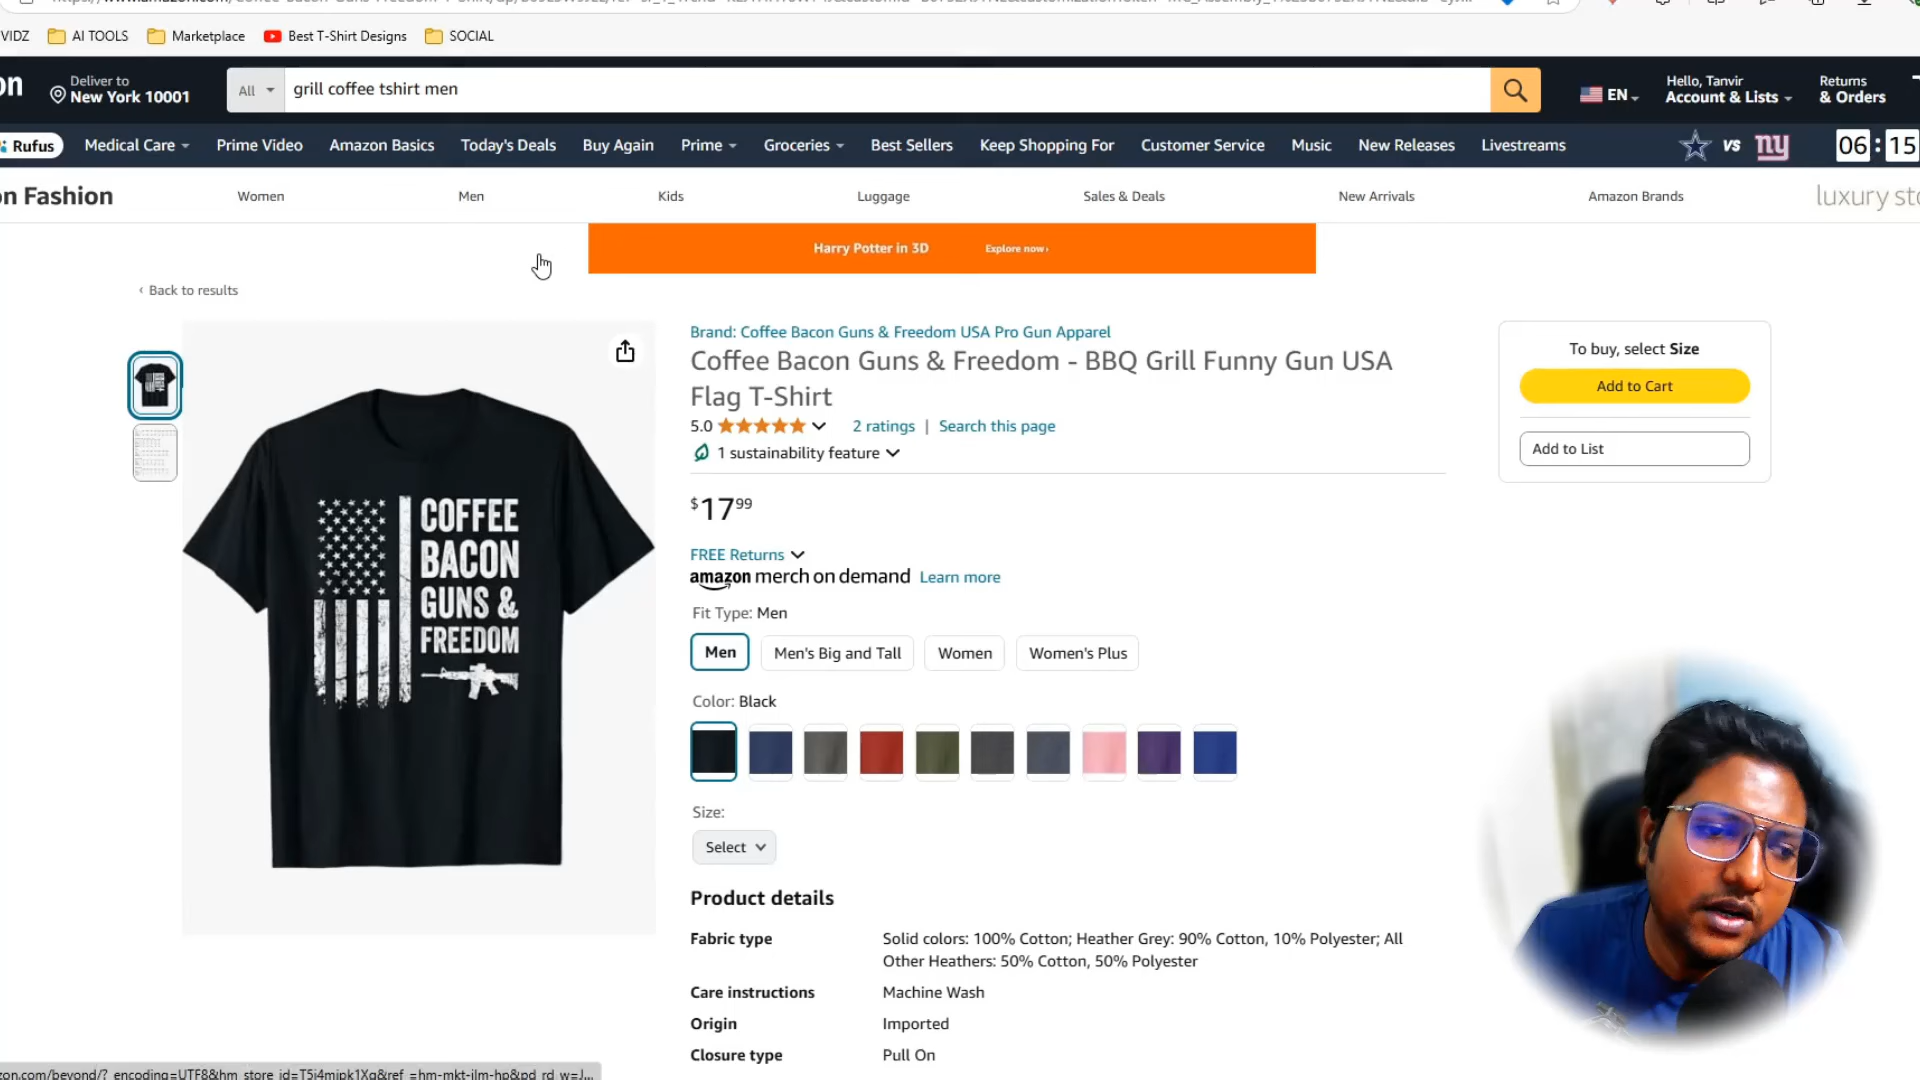 VIDZ AI TOOLS Marketplace Best T-Shirt Designs SOCIAL
on Deliver to New York 10001 All grill coffee tshirt men EN Hello, Tanvir Account & Lists Returns & Orders
Rufus Medical Care Prime Video Amazon Basics Today's Deals Buy Again Prime Groceries Best Sellers Keep Shopping For Customer Service Music New Releases Livestreams VS ny 06 : 15
on Fashion Women Men Kids Luggage Sales & Deals New Arrivals Amazon Brands luxury sto
Harry Potter in 3D Explore now ›
‹ Back to results
Brand: Coffee Bacon Guns & Freedom USA Pro Gun Apparel
Coffee Bacon Guns & Freedom - BBQ Grill Funny Gun USA
Flag T-Shirt
5.0 2 ratings | Search this page
1 sustainability feature
$17 99
FREE Returns
amazon merch on demand Learn more
Fit Type: Men
Men Men's Big and Tall Women Women's Plus
Color: Black
Size:
Select
Product details
Fabric type Solid colors: 100% Cotton; Heather Grey: 90% Cotton, 10% Polyester; All
Other Heathers: 50% Cotton, 50% Polyester
Care instructions Machine Wash
Origin Imported
Closure type Pull On
To buy, select Size
Add to Cart
Add to List
COFFEE
BACON
GUNS &
FREEDOM